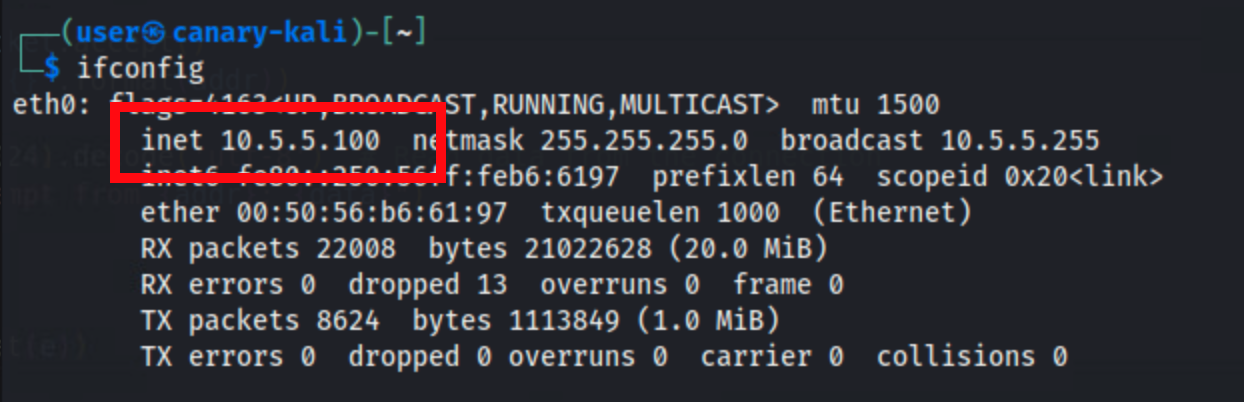 (user㉿canary-kali)-[~]
$ ifconfig
eth0: flags=4163<UP,BROADCAST,RUNNING,MULTICAST>  mtu 1500
inet 10.5.5.100  netmask 255.255.255.0  broadcast 10.5.5.255
inet6 fe80::250:56ff:feb6:6197  prefixlen 64  scopeid 0x20<link>
ether 00:50:56:b6:61:97  txqueuelen 1000  (Ethernet)
RX packets 22008  bytes 21022628 (20.0 MiB)
RX errors 0  dropped 13  overruns 0  frame 0
TX packets 8624  bytes 1113849 (1.0 MiB)
TX errors 0  dropped 0 overruns 0  carrier 0  collisions 0